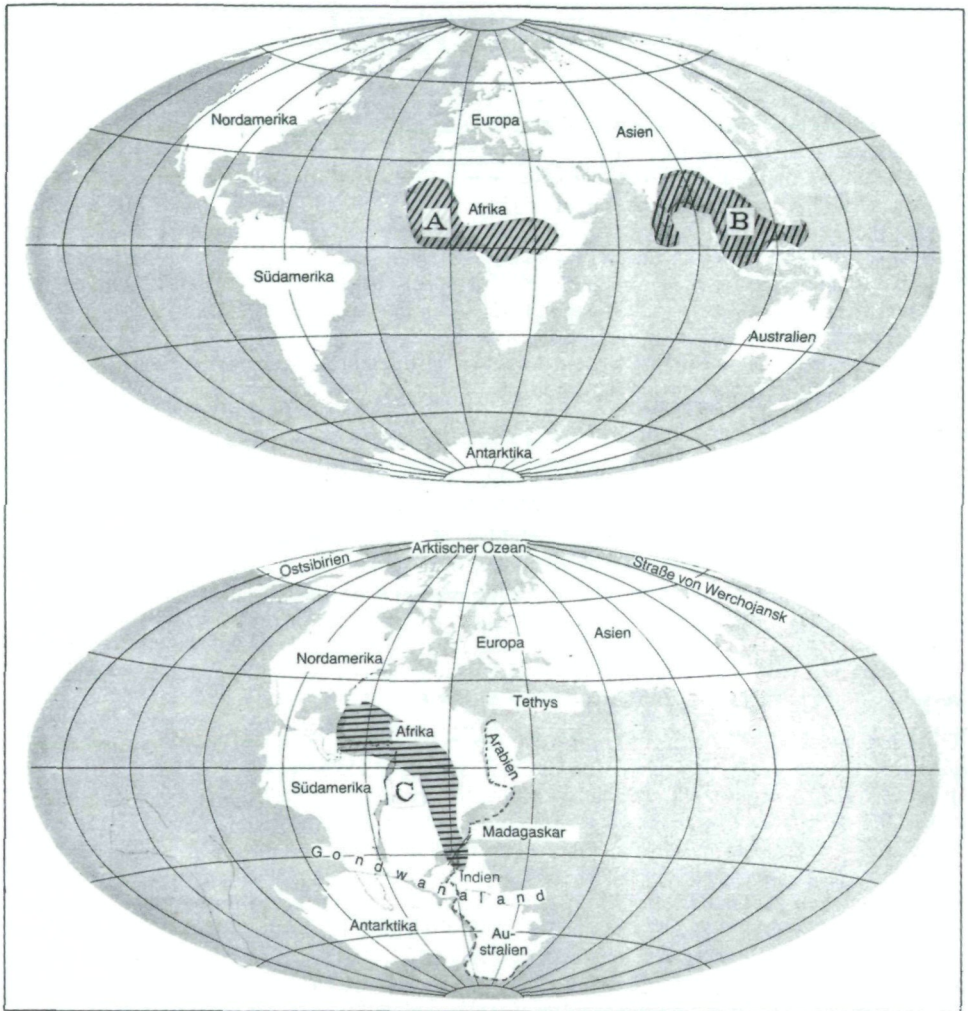 Nordamerika
Europa
Asien
A
Afrika
B
Südamerika
Australien
Antarktika
Arktischer Ozean
Ostsibirien
Straße von Werchojansk
Nordamerika
Europa
Asien
Tethys
Afrika
Arabien
Südamerika
C
Madagaskar
Gondwanaland
Indien
Antarktika
Au-
stralien